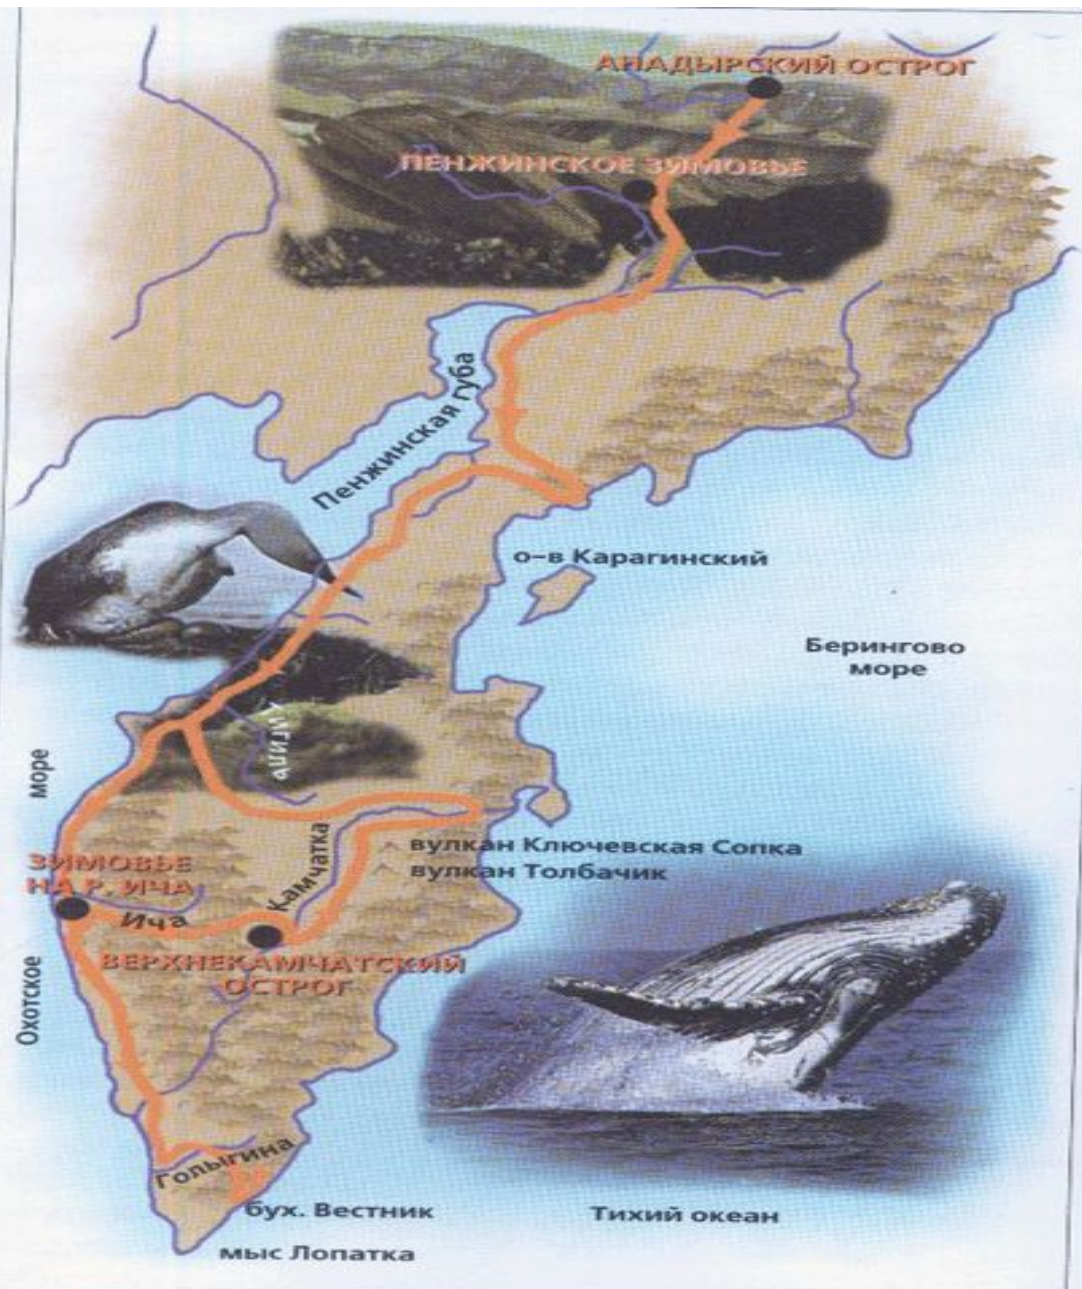 АНАДЫРСКИЙ ОСТРОГ
ПЕНЖИНСКОЕ ЗИМОВЬЕ
Пенжинская губа
о-в Карагинский
Берингово
море
Тигиль
Охотское море
Камчатка
вулкан Ключевская Сопка
вулкан Толбачик
ЗИМОВЬЕ
НА Р. ИЧА
Ича
ВЕРХНЕКАМЧАТСКИЙ
ОСТРОГ
Голыгина
бух. Вестник
Тихий океан
мыс Лопатка